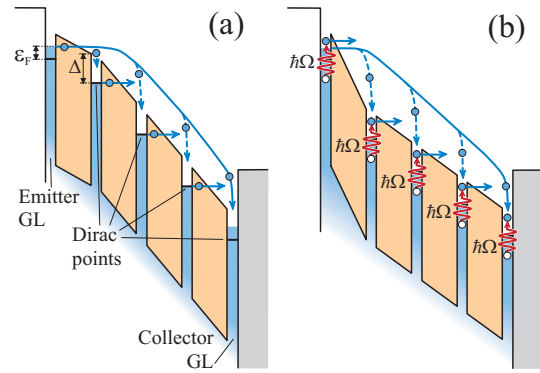 (a)
ε_F
Δ
Emitter
GL
Dirac
points
Collector
GL
(b)
ħΩ
ħΩ
ħΩ
ħΩ
ħΩ